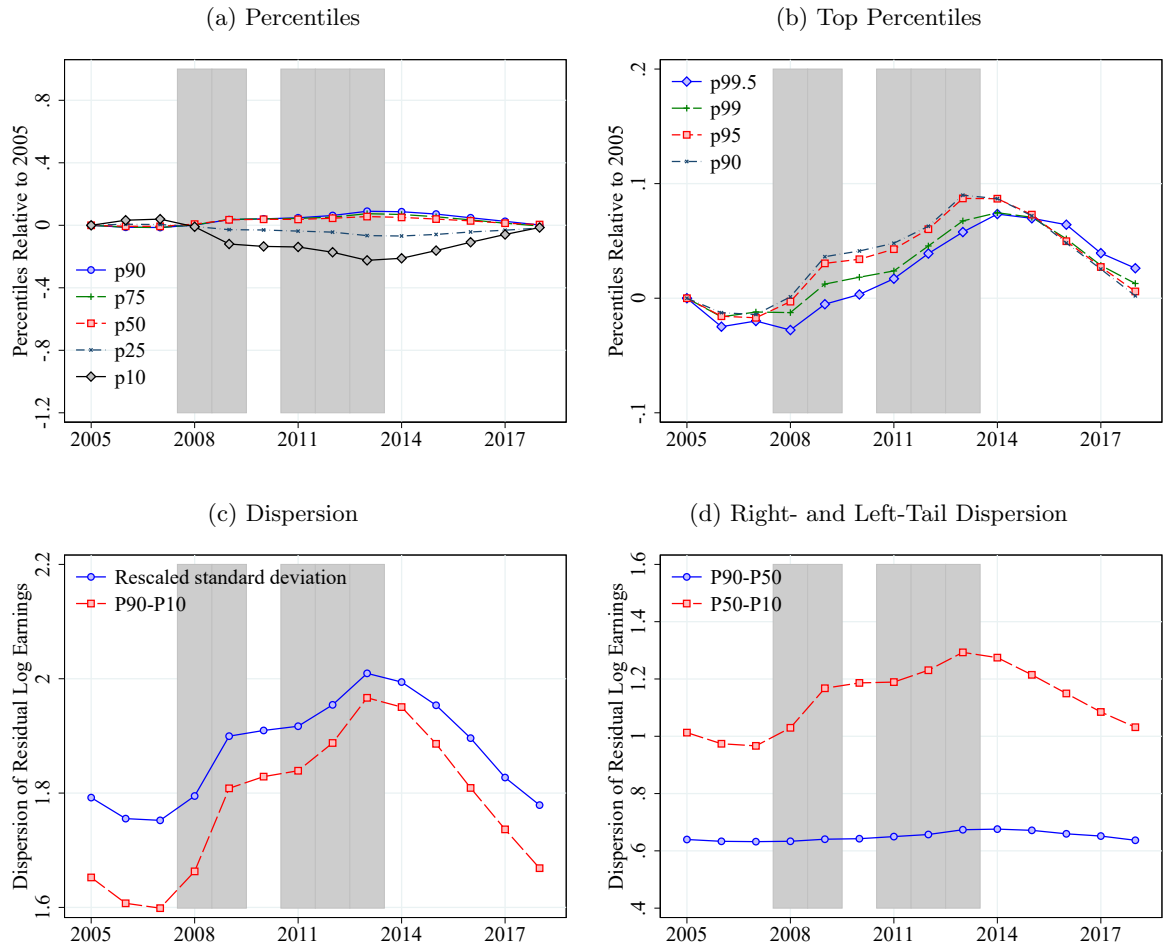 (a) Percentiles
Percentiles Relative to 2005
.8
.4
0
-.4
-.8
-1.2
p90
p75
p50
p25
p10
2005 2008 2011 2014 2017
(b) Top Percentiles
Percentiles Relative to 2005
.2
.1
0
-.1
p99.5
p99
p95
p90
2005 2008 2011 2014 2017
(c) Dispersion
Dispersion of Residual Log Earnings
2.2
2
1.8
1.6
Rescaled standard deviation
P90-P10
2005 2008 2011 2014 2017
(d) Right- and Left-Tail Dispersion
Dispersion of Residual Log Earnings
1.6
1.4
1.2
1
.8
.6
.4
P90-P50
P50-P10
2005 2008 2011 2014 2017